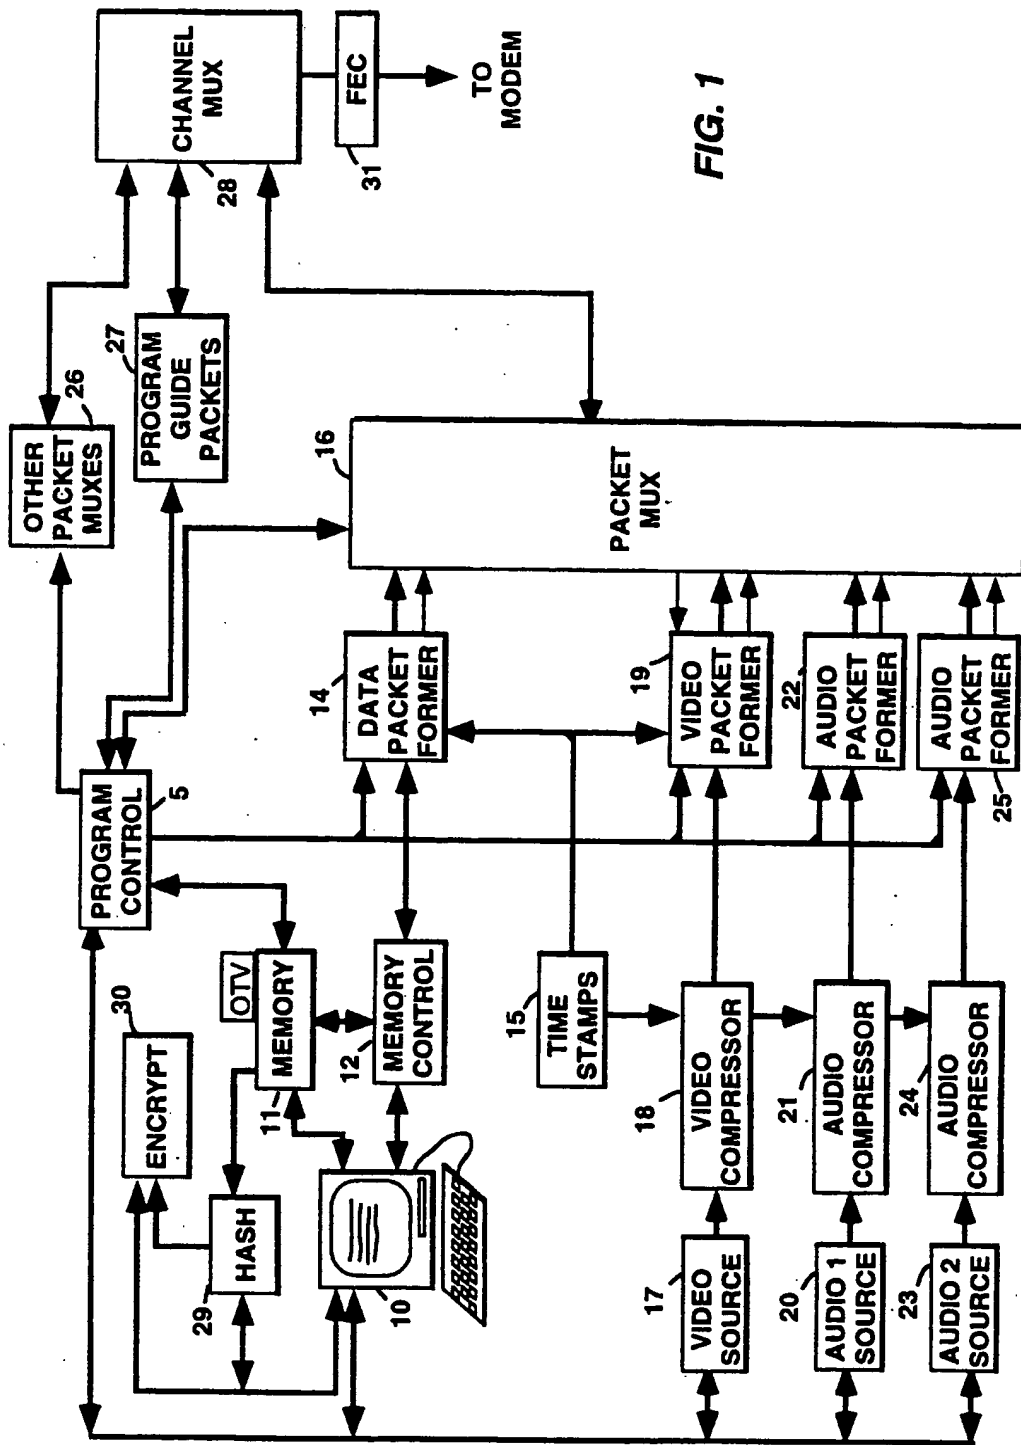 FIG. 1
30
ENCRYPT
29
HASH
OTV
MEMORY
11
12
MEMORY
CONTROL
10
PROGRAM
CONTROL
5
OTHER
PACKET
MUXES
26
27
PROGRAM
GUIDE
PACKETS
CHANNEL
MUX
28
FEC
31
TO
MODEM
14
DATA
PACKET
FORMER
16
PACKET
MUX
15
TIME
STAMPS
17
VIDEO
SOURCE
18
VIDEO
COMPRESSOR
19
VIDEO
PACKET
FORMER
20
AUDIO 1
SOURCE
21
AUDIO
COMPRESSOR
22
AUDIO
PACKET
FORMER
23
AUDIO 2
SOURCE
24
AUDIO
COMPRESSOR
AUDIO
PACKET
FORMER
25